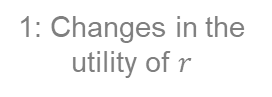 1: Changes in the
utility of r